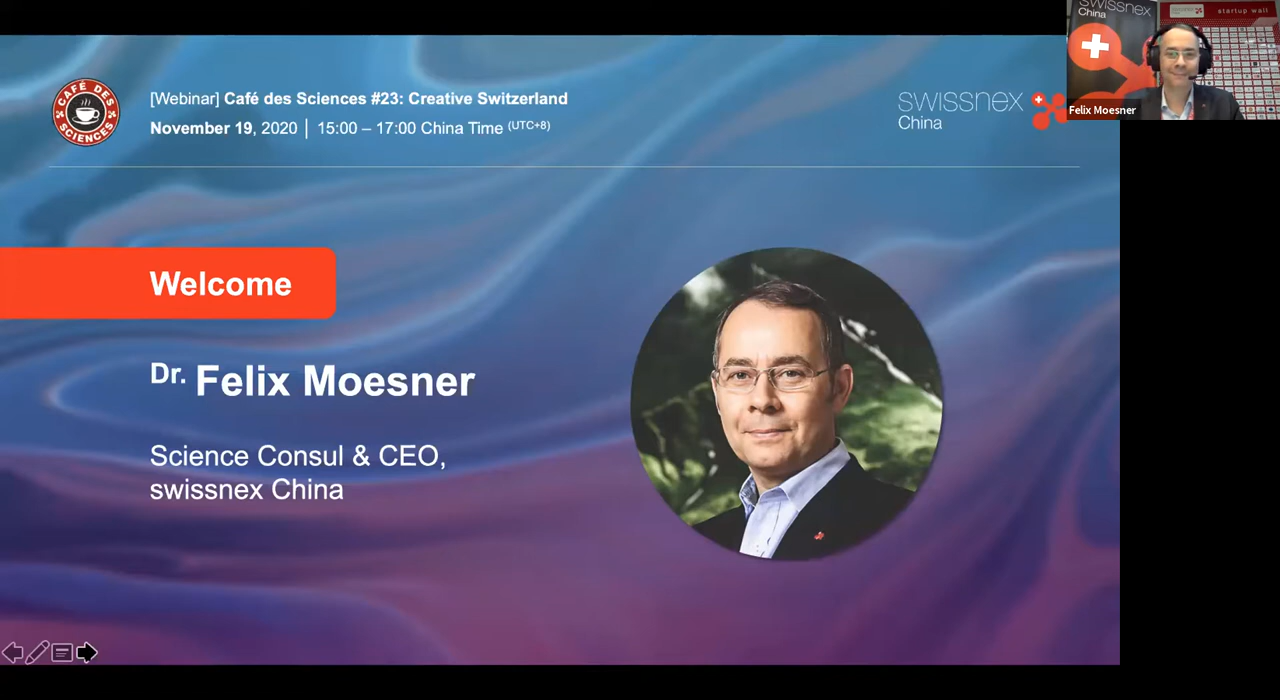 CAFÉ DES SCIENCES
[Webinar] Café des Sciences #23: Creative Switzerland
November 19, 2020 | 15:00 – 17:00 China Time (UTC+8)
swissnex
China
swissnex
China
startup wall
Felix Moesner
Welcome
Dr. Felix Moesner
Science Consul & CEO,
swissnex China